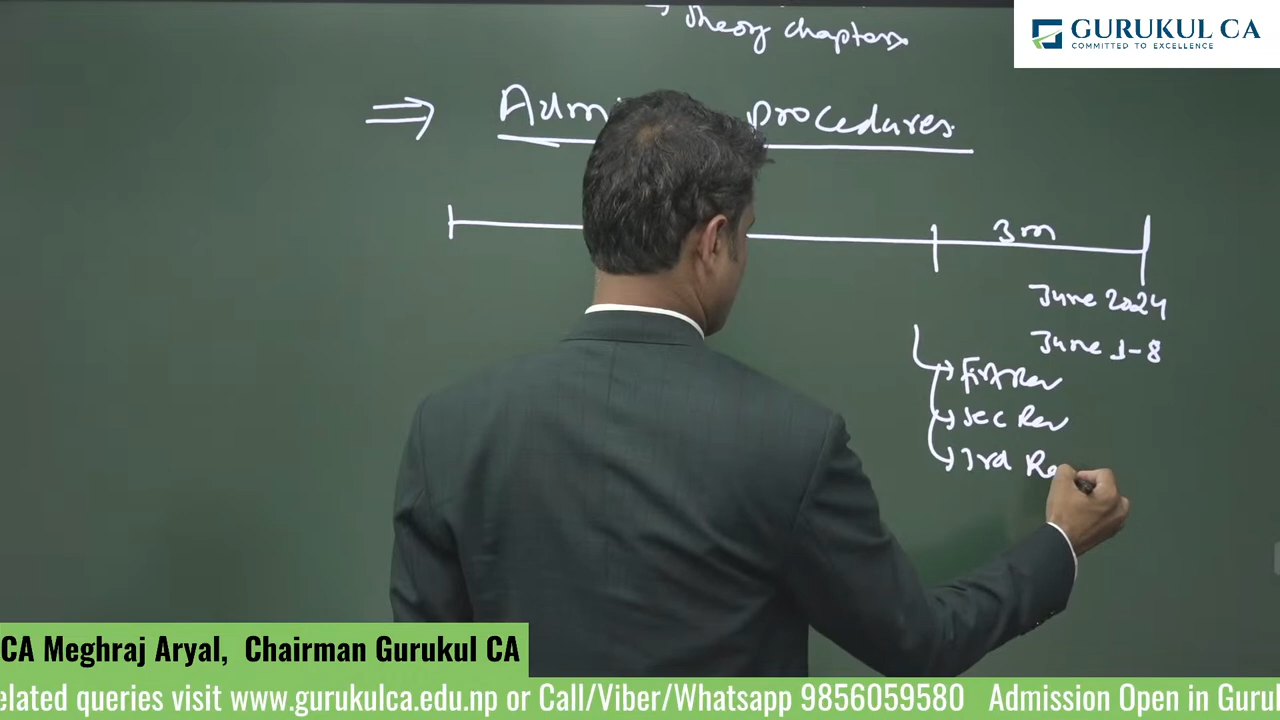 Theory chapters
GURUKUL CA
COMMITTED TO EXCELLENCE
⇒ Adm procedures
3m
June 2024
June 1-8
First Rev
Sec Rev
3rd Re
CA Meghraj Aryal, Chairman Gurukul CA
elated queries visit www.gurukulca.edu.np or Call/Viber/Whatsapp 9856059580 Admission Open in Guru